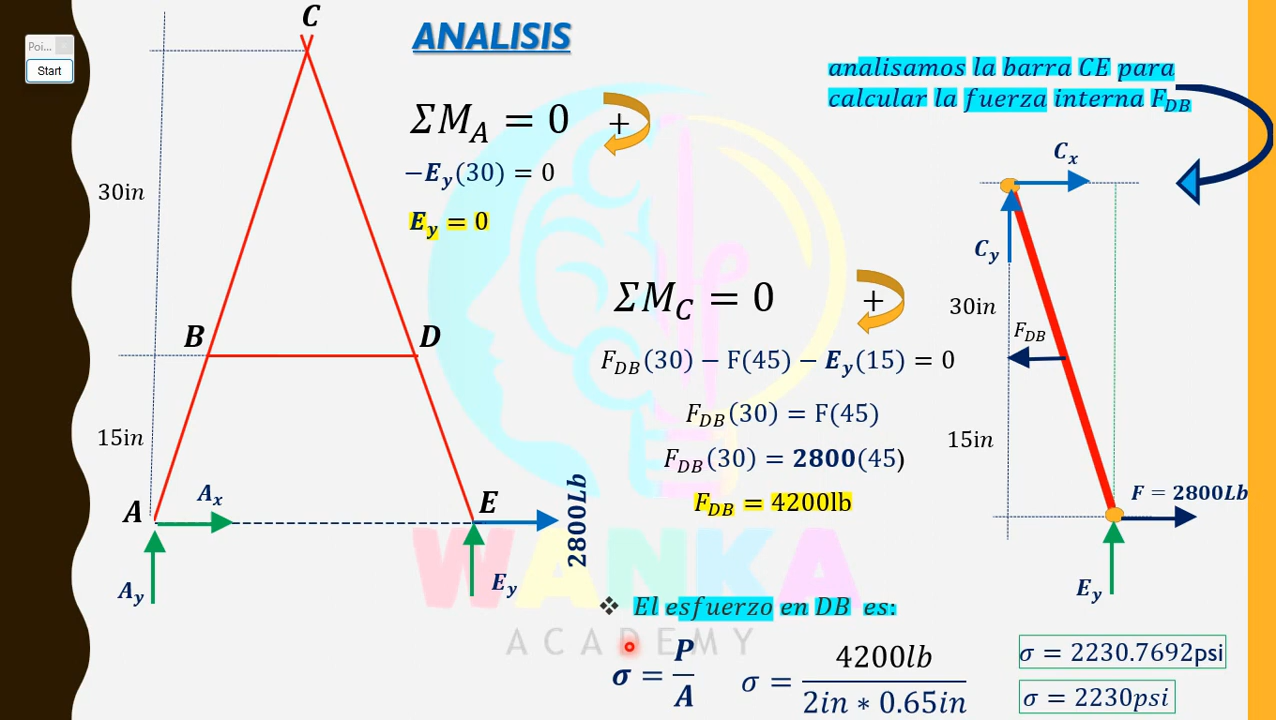 Poi...
Start
C
30in
B
D
15in
A
A_x
E
2800Lb
A_y
E_y
ANALISIS
ΣM_A = 0 +
−E_y(30) = 0
E_y = 0
ΣM_C = 0 +
F_DB(30) − F(45) − E_y(15) = 0
F_DB(30) = F(45)
F_DB(30) = 2800(45)
F_DB = 4200lb
analisamos la barra CE para
calcular la fuerza interna F_DB
C_x
C_y
30in
F_DB
15in
F = 2800Lb
E_y
WANKA
ACADEMY
❖ El esfuerzo en DB es:
σ = P/A
σ = 4200lb/(2in * 0.65in)
σ = 2230.7692psi
σ = 2230psi